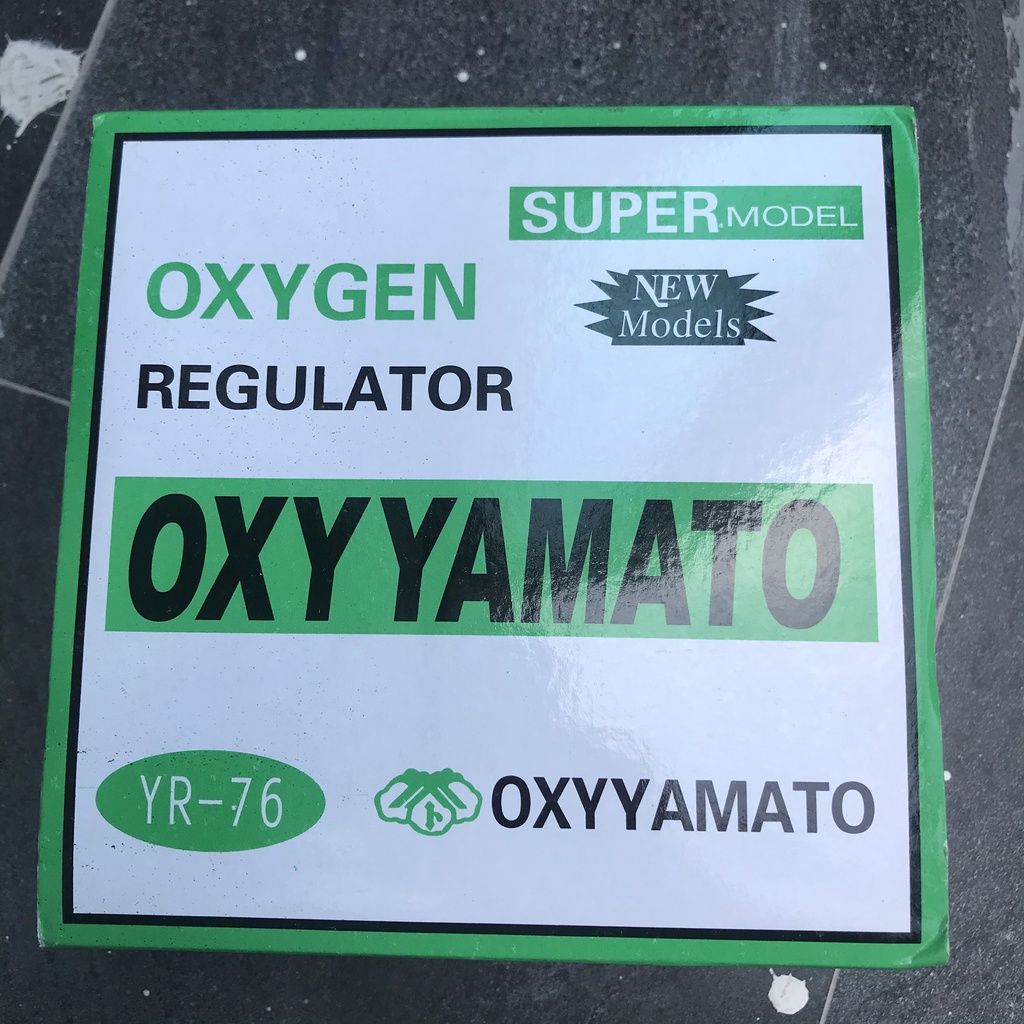 SUPER MODEL
OXYGEN
NEW
Models
REGULATOR
OXYYAMATO
YR-76
OXYYAMATO